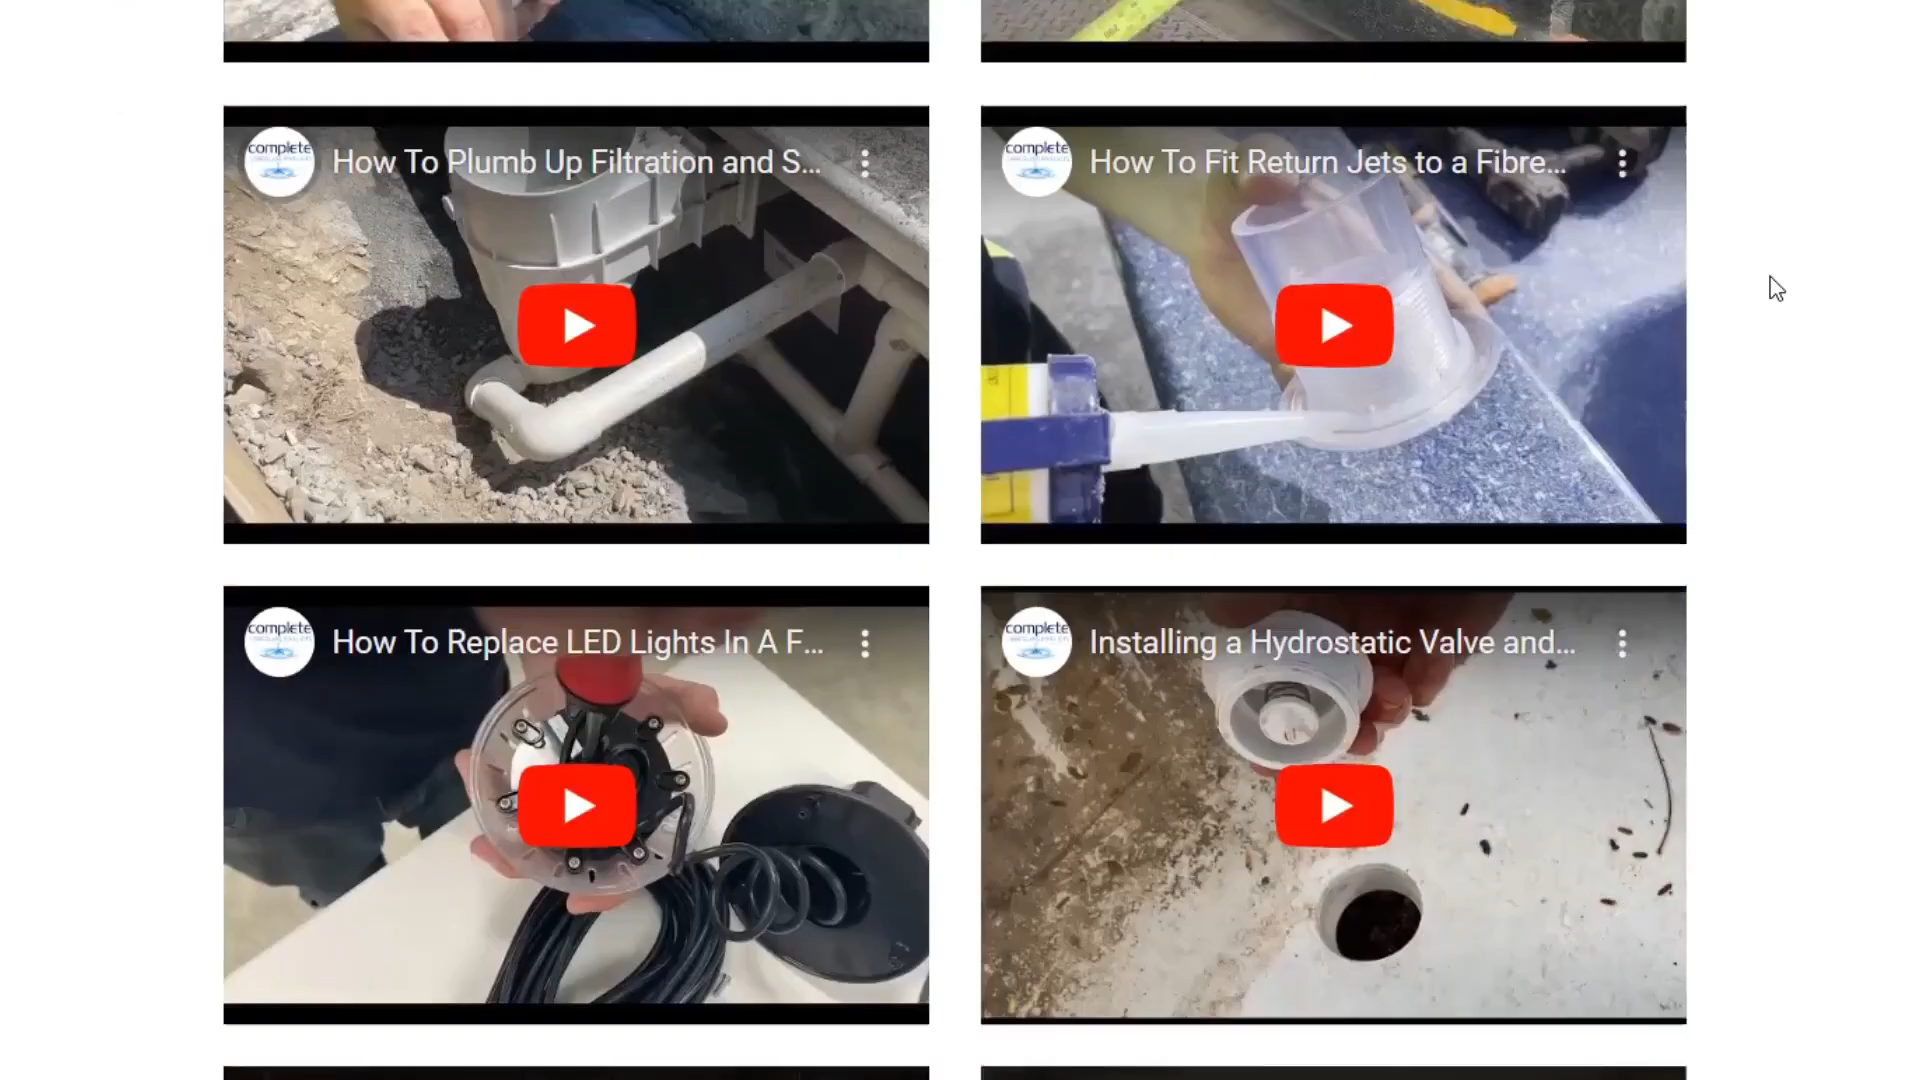 complete
How To Plumb Up Filtration and S...
complete
How To Fit Return Jets to a Fibre...
complete
How To Replace LED Lights In A F...
complete
Installing a Hydrostatic Valve and...